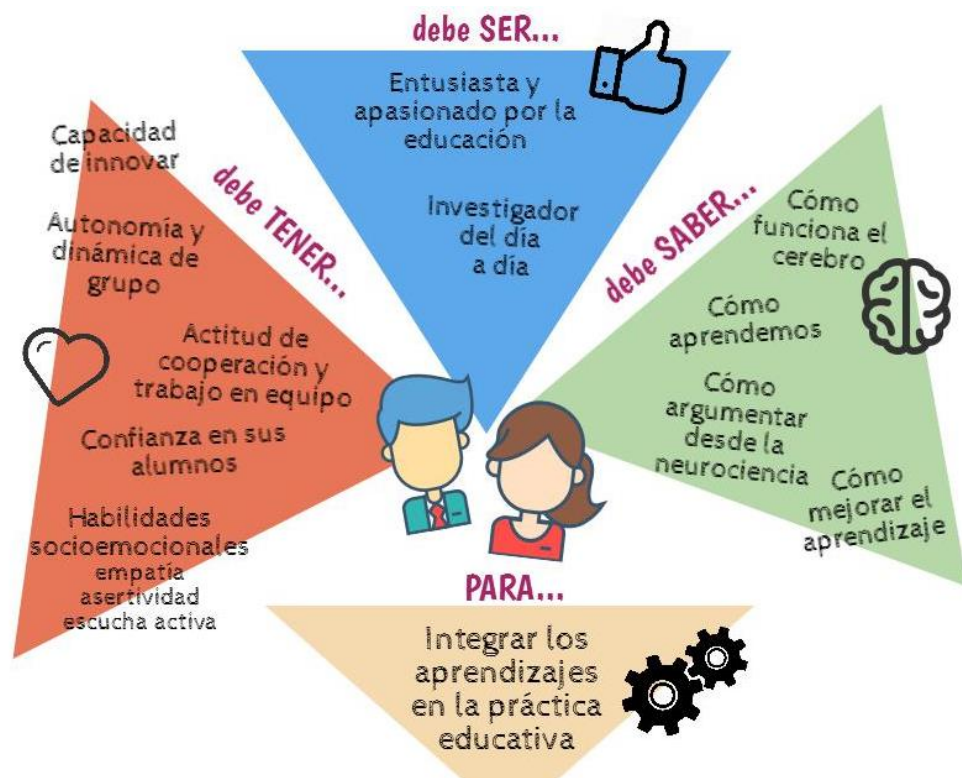 debe SER...
Entusiasta y
apasionado por la
educación
Investigador
del día
a día
debe TENER...
Capacidad
de innovar
Autonomía y
dinámica de
grupo
Actitud de
cooperación y
trabajo en equipo
Confianza en sus
alumnos
Habilidades
socioemocionales
empatía
asertividad
escucha activa
debe SABER...
Cómo
funciona el
cerebro
Cómo
aprendemos
Cómo
argumentar
desde la
neurociencia
Cómo
mejorar el
aprendizaje
PARA...
Integrar los
aprendizajes
en la práctica
educativa